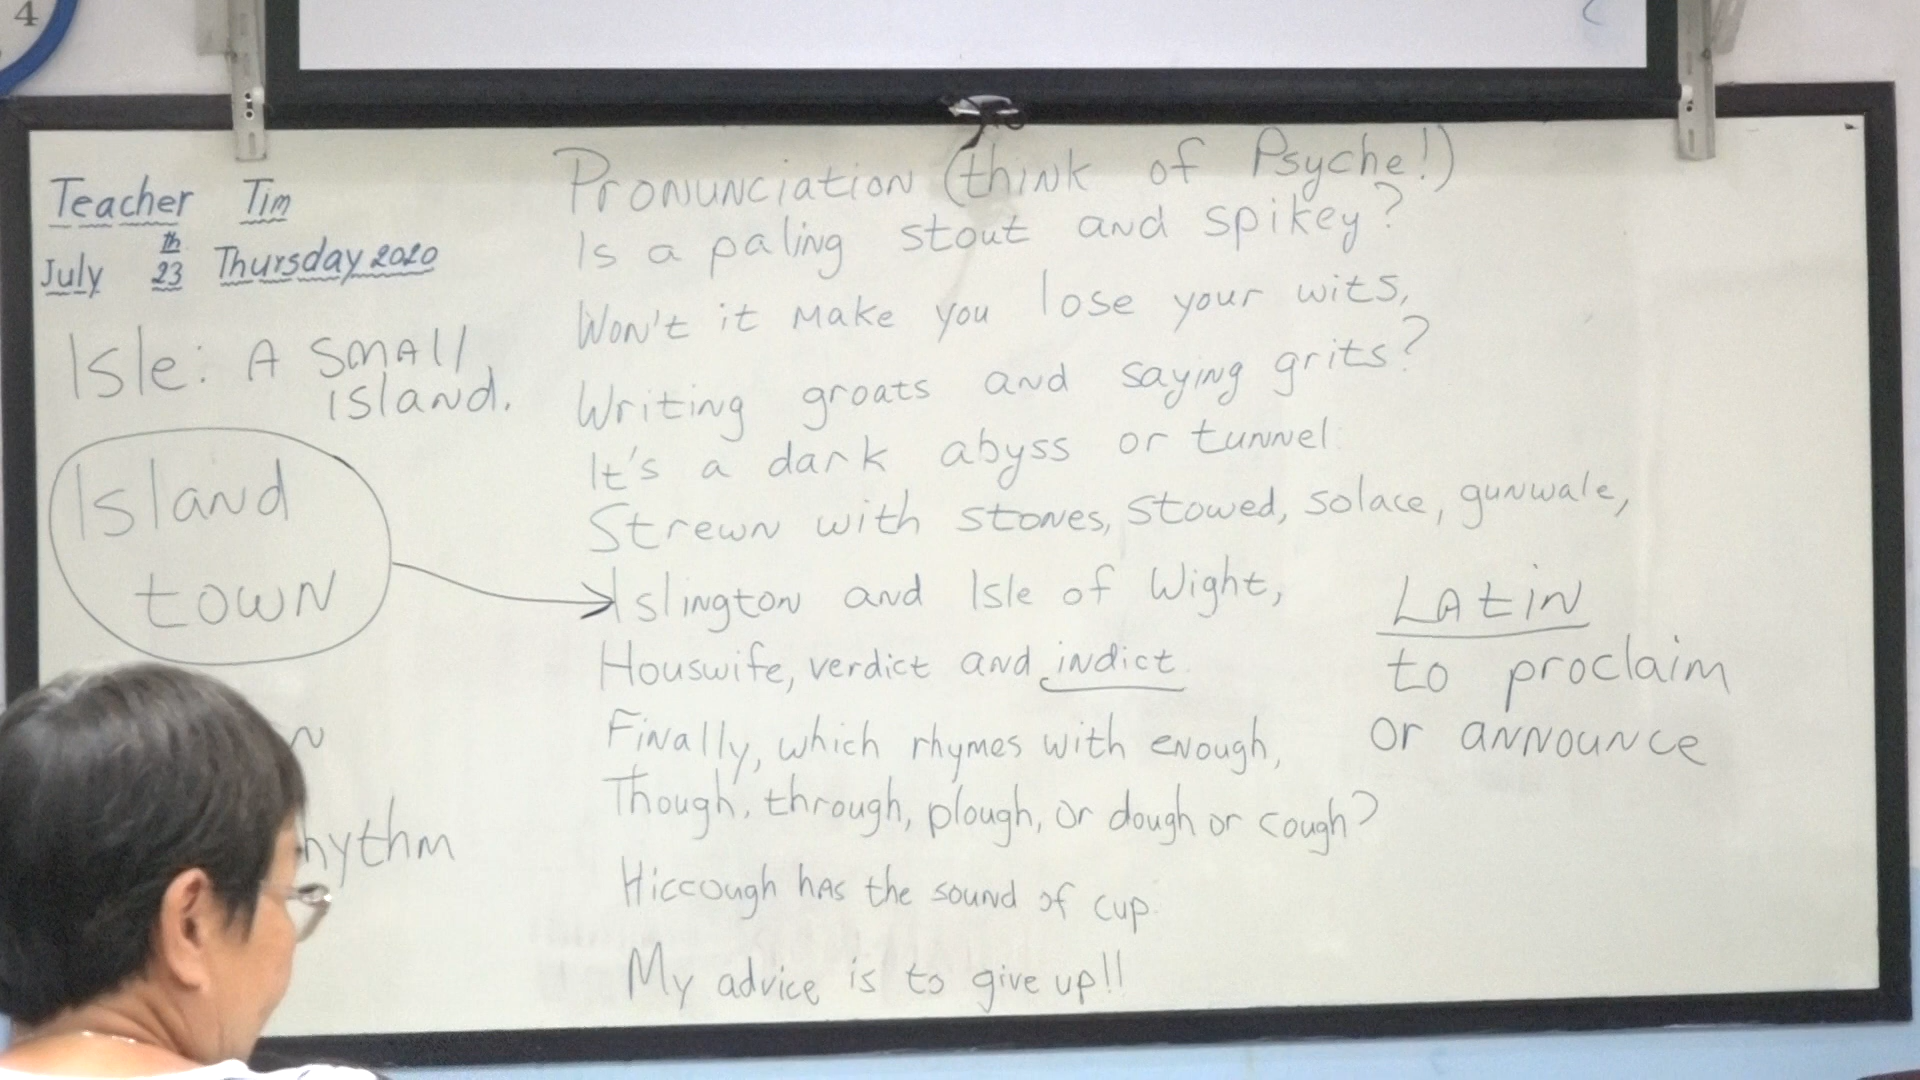 4
Teacher Tim
July 23th Thursday 2020
Isle: A small
island.
Island
town
Pronunciation (think of Psyche!)
Is a paling stout and spikey?
Won't it make you lose your wits,
Writing groats and saying grits?
It's a dark abyss or tunnel:
Strewn with stones, stowed, solace, gunwale,
Islington and Isle of Wight,
Houswife, verdict and indict.
Finally, which rhymes with enough,
Though, through, plough, or dough or cough?
Hiccough has the sound of cup.
My advice is to give up!!
Latin
to proclaim
or announce